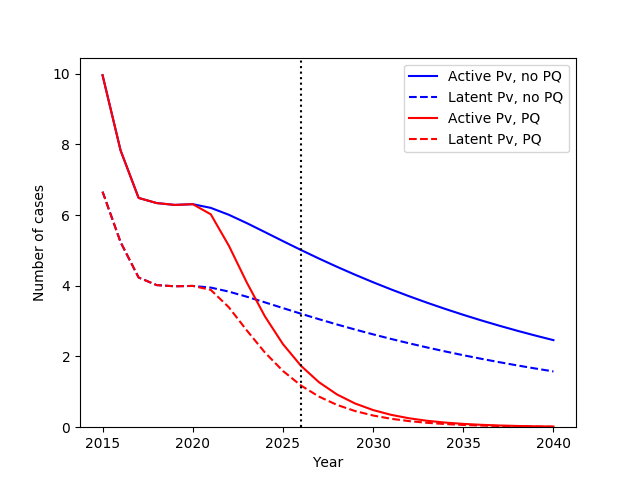 10
8
6
4
2
0
Number of cases
2015
2020
2025
2030
2035
2040
Year
Active Pv, no PQ
Latent Pv, no PQ
Active Pv, PQ
Latent Pv, PQ